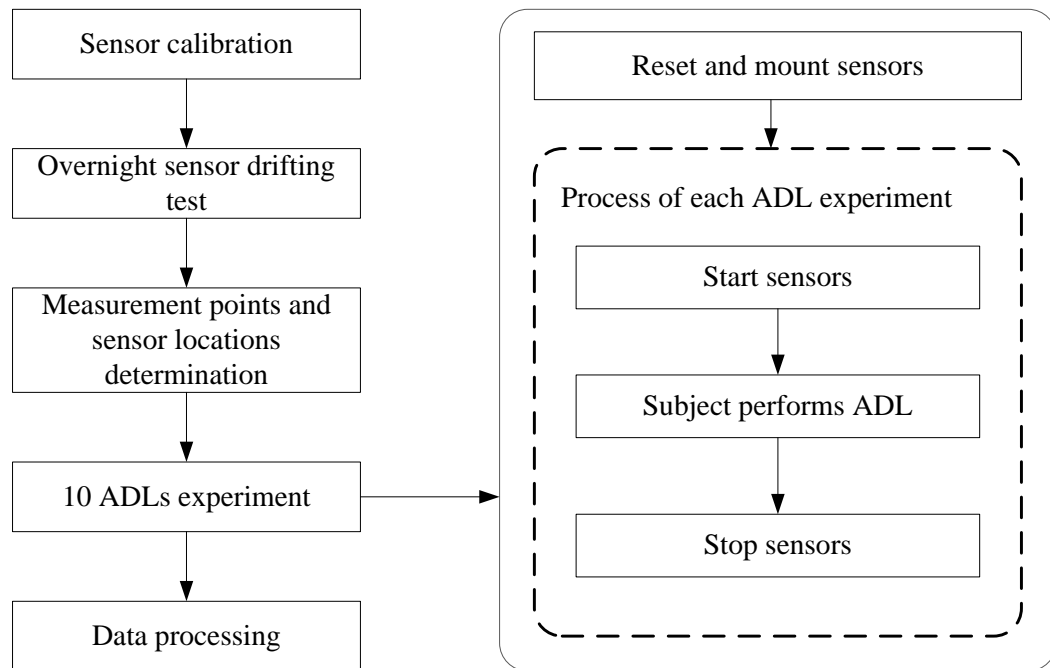 Sensor calibration
Overnight sensor drifting
test
Measurement points and
sensor locations
determination
10 ADLs experiment
Data processing
Reset and mount sensors
Process of each ADL experiment
Start sensors
Subject performs ADL
Stop sensors